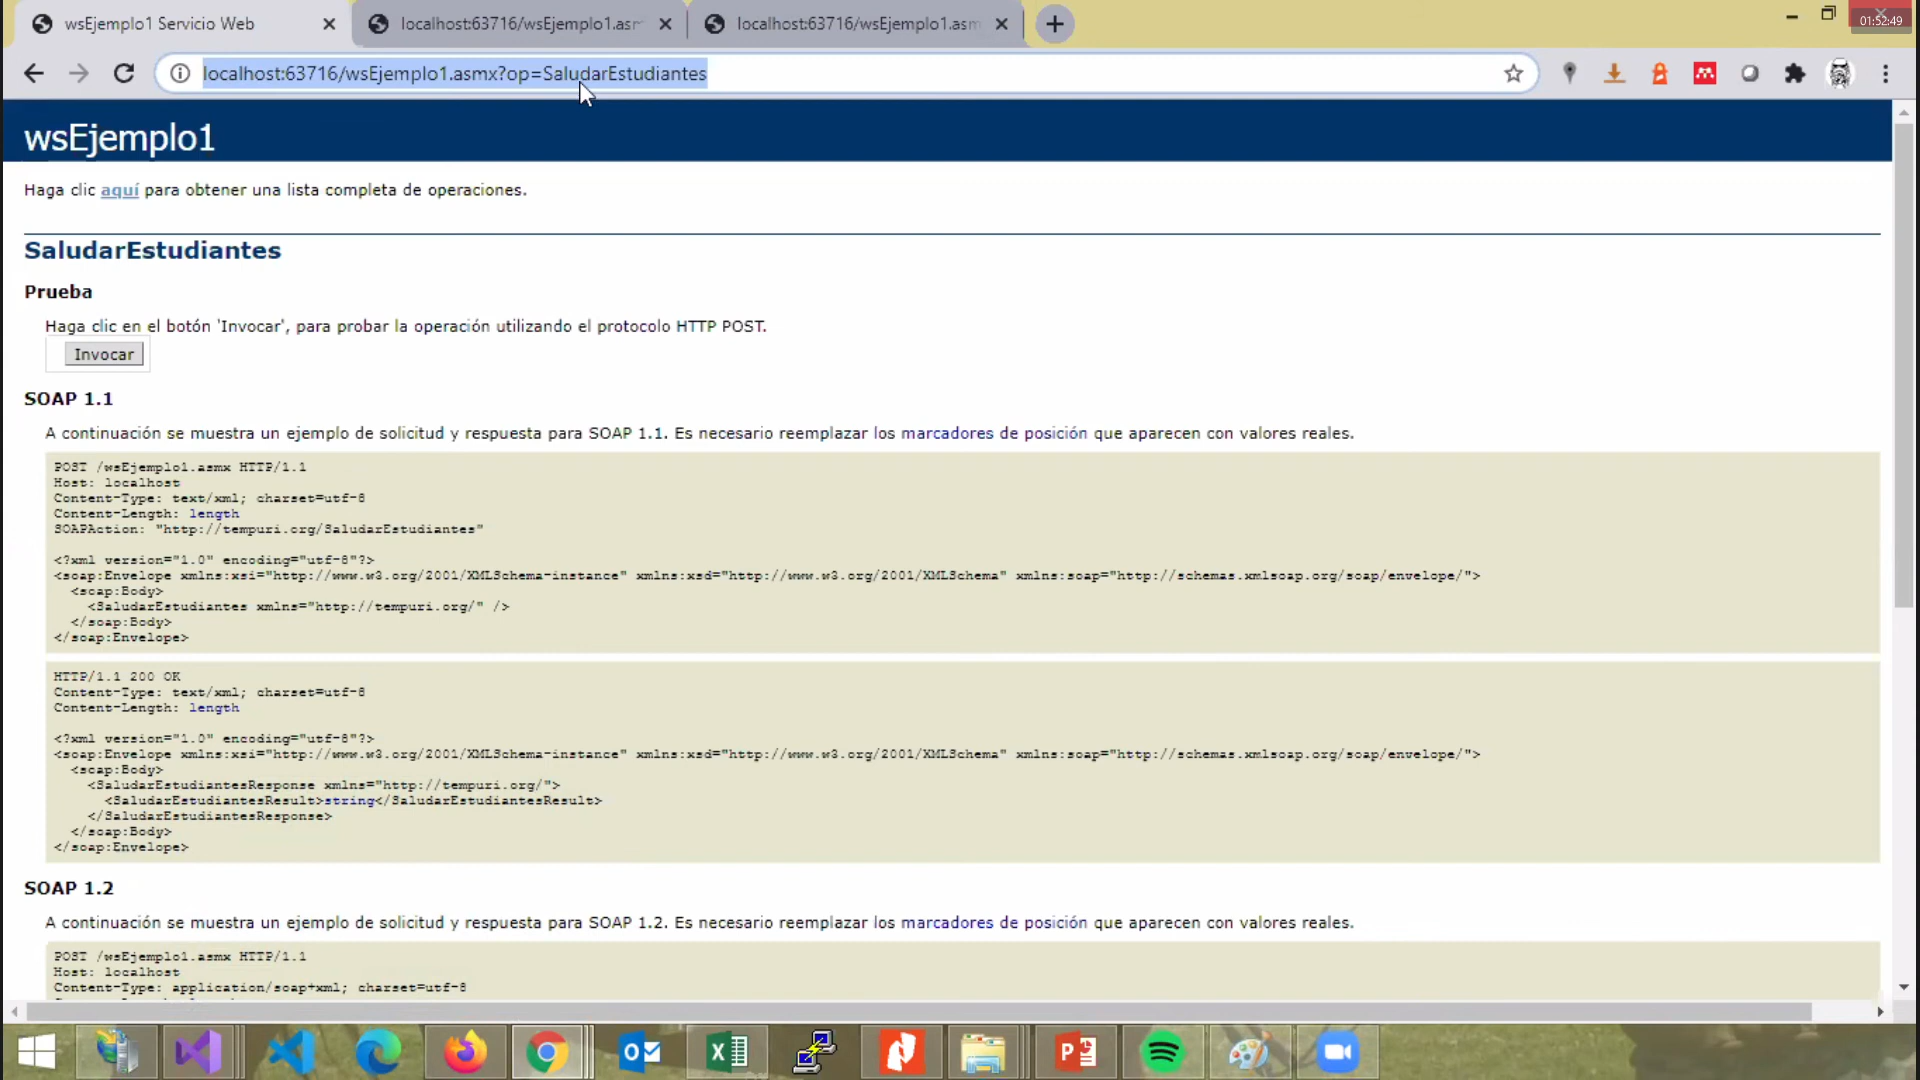 wsEjemplo1 Servicio Web
localhost:63716/wsEjemplo1.asm
localhost:63716/wsEjemplo1.asm
01:52:49
localhost:63716/wsEjemplo1.asmx?op=SaludarEstudiantes
wsEjemplo1
Haga clic aquí para obtener una lista completa de operaciones.
SaludarEstudiantes
Prueba
Haga clic en el botón 'Invocar', para probar la operación utilizando el protocolo HTTP POST.
Invocar
SOAP 1.1
A continuación se muestra un ejemplo de solicitud y respuesta para SOAP 1.1. Es necesario reemplazar los marcadores de posición que aparecen con valores reales.
POST /wsEjemplo1.asmx HTTP/1.1
Host: localhost
Content-Type: text/xml; charset=utf-8
Content-Length: length
SOAPAction: "http://tempuri.org/SaludarEstudiantes"
<?xml version="1.0" encoding="utf-8"?>
<soap:Envelope xmlns:xsi="http://www.w3.org/2001/XMLSchema-instance" xmlns:xsd="http://www.w3.org/2001/XMLSchema" xmlns:soap="http://schemas.xmlsoap.org/soap/envelope/">
<soap:Body>
<SaludarEstudiantes xmlns="http://tempuri.org/" />
</soap:Body>
</soap:Envelope>
HTTP/1.1 200 OK
Content-Type: text/xml; charset=utf-8
Content-Length: length
<?xml version="1.0" encoding="utf-8"?>
<soap:Envelope xmlns:xsi="http://www.w3.org/2001/XMLSchema-instance" xmlns:xsd="http://www.w3.org/2001/XMLSchema" xmlns:soap="http://schemas.xmlsoap.org/soap/envelope/">
<soap:Body>
<SaludarEstudiantesResponse xmlns="http://tempuri.org/">
<SaludarEstudiantesResult>string</SaludarEstudiantesResult>
</SaludarEstudiantesResponse>
</soap:Body>
</soap:Envelope>
SOAP 1.2
A continuación se muestra un ejemplo de solicitud y respuesta para SOAP 1.2. Es necesario reemplazar los marcadores de posición que aparecen con valores reales.
POST /wsEjemplo1.asmx HTTP/1.1
Host: localhost
Content-Type: application/soap+xml; charset=utf-8